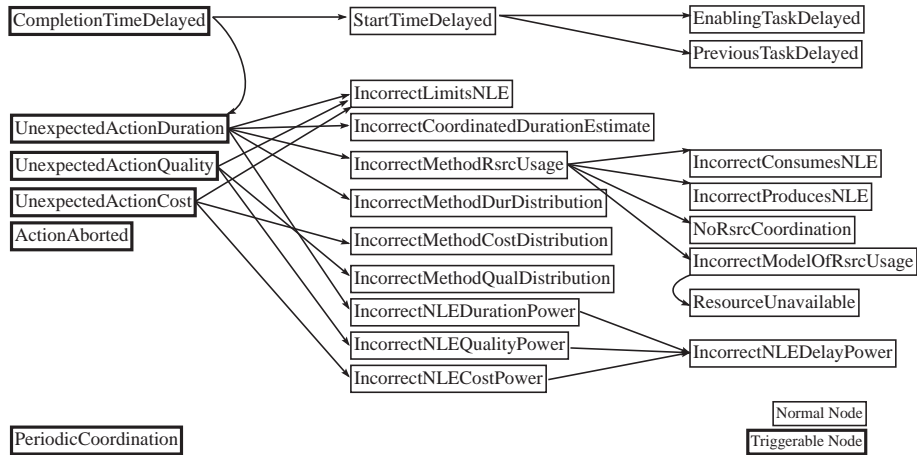 CompletionTimeDelayed
StartTimeDelayed
EnablingTaskDelayed
PreviousTaskDelayed
IncorrectLimitsNLE
UnexpectedActionDuration
IncorrectCoordinatedDurationEstimate
UnexpectedActionQuality
IncorrectMethodRsrcUsage
IncorrectConsumesNLE
UnexpectedActionCost
IncorrectMethodDurDistribution
IncorrectProducesNLE
ActionAborted
IncorrectMethodCostDistribution
NoRsrcCoordination
IncorrectMethodQualDistribution
IncorrectModelOfRsrcUsage
IncorrectNLEDurationPower
ResourceUnavailable
IncorrectNLEQualityPower
IncorrectNLEDelayPower
IncorrectNLECostPower
Normal Node
PeriodicCoordination
Triggerable Node